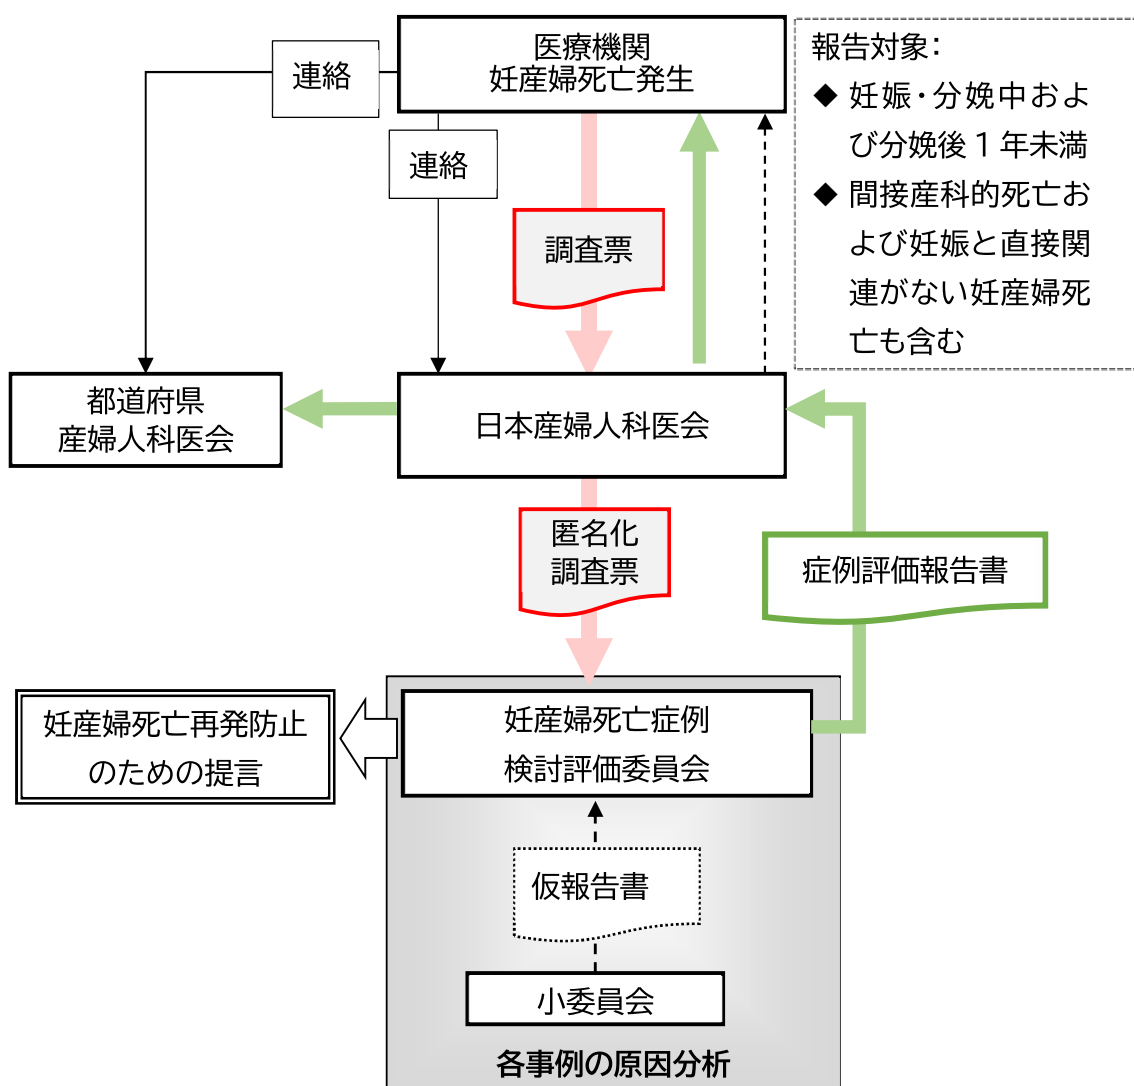 医療機関
妊産婦死亡発生
連絡
連絡
調査票
報告対象：
◆ 妊娠・分娩中およ
び分娩後１年未満
◆ 間接産科的死亡お
よび妊娠と直接関
連がない妊産婦死
亡も含む
都道府県
産婦人科医会
日本産婦人科医会
匿名化
調査票
症例評価報告書
妊産婦死亡再発防止
のための提言
妊産婦死亡症例
検討評価委員会
仮報告書
小委員会
各事例の原因分析